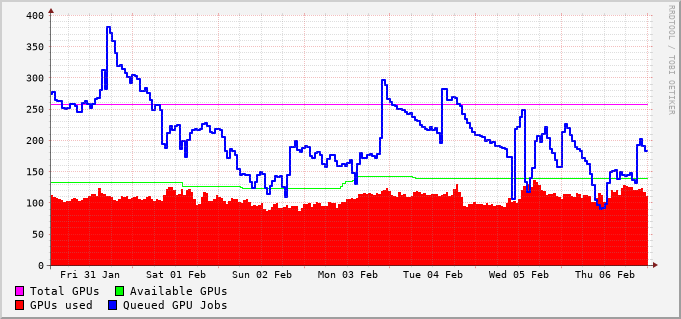 400
350
300
250
200
150
100
50
0
Fri 31 Jan Sat 01 Feb Sun 02 Feb Mon 03 Feb Tue 04 Feb Wed 05 Feb Thu 06 Feb
Total GPUs Available GPUs
GPUs used Queued GPU Jobs
RRDTOOL / TOBI OETIKER